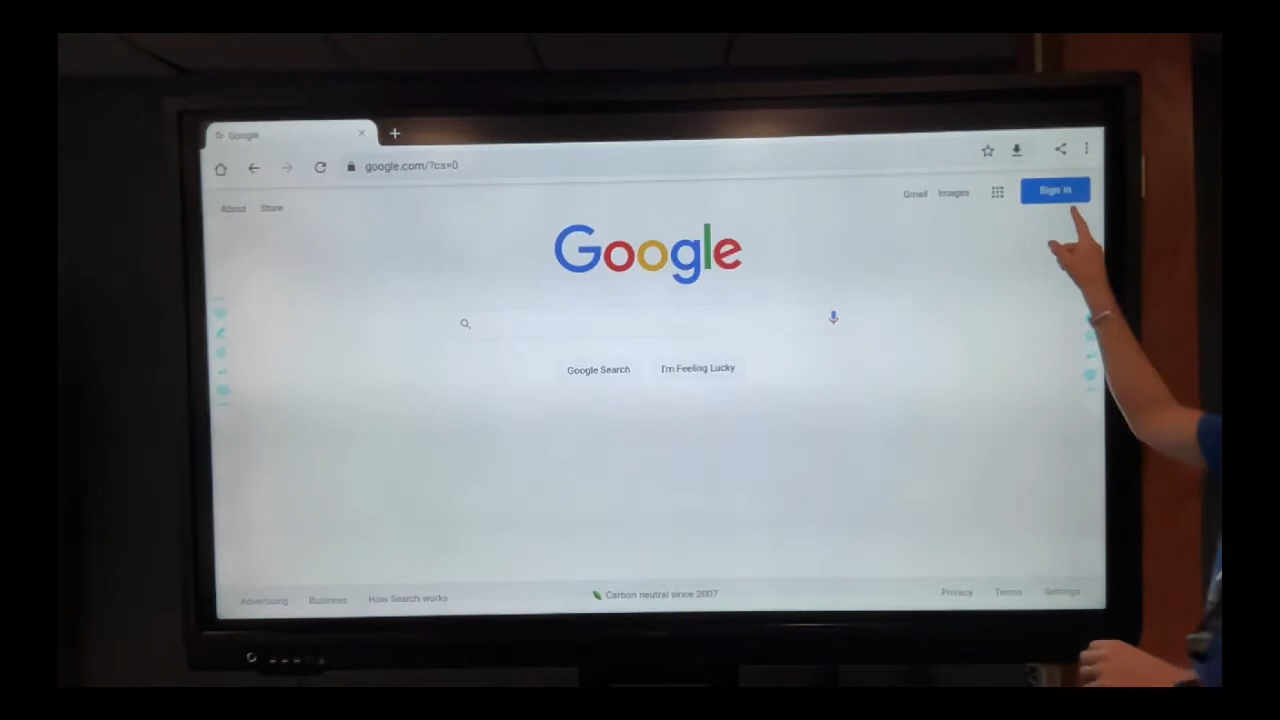 Google
google.com/?cs=0
About Store
Gmail Images Sign in
Google
Google Search I'm Feeling Lucky
Advertising Business How Search works
Carbon neutral since 2007
Privacy Terms Settings